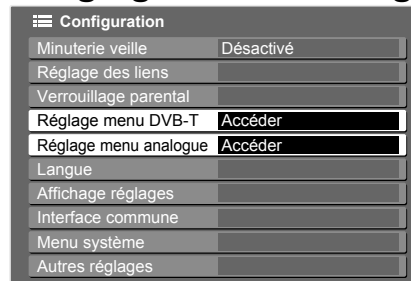 Configuration
Minuterie veille Désactivé
Réglage des liens
Verrouillage parental
Réglage menu DVB-T Accéder
Réglage menu analogue Accéder
Langue
Affichage réglages
Interface commune
Menu système
Autres réglages